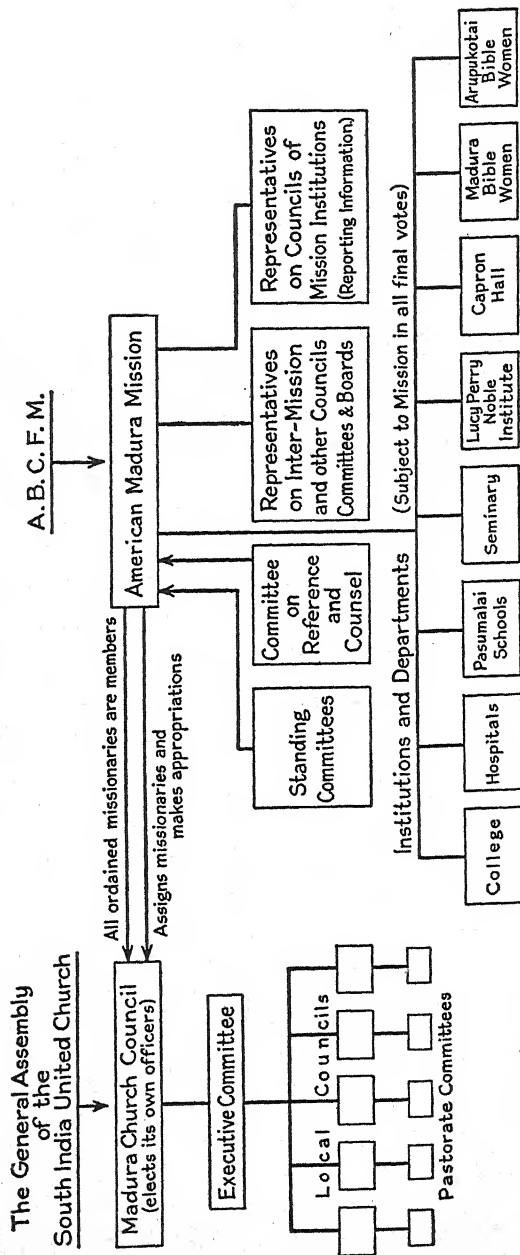 The General Assembly
of the
South India United Church
Madura Church Council
(elects its own officers)
Executive Committee
Local Councils
Pastorate Committees
All ordained missionaries are members
Assigns missionaries and
makes appropriations
A.B.C.F.M.
American Madura Mission
Standing
Committees
Committee
on
Reference
and
Counsel
Representatives
on Inter-Mission
and other Councils
Committees & Boards
Representatives
on Councils of
Mission Institutions
(Reporting Information)
Institutions and Departments (Subject to Mission in all final votes)
College
Hospitals
Pasumalai
Schools
Seminary
Lucy Perry
Noble
Institute
Capron
Hall
Madura
Bible
Women
Arupukotai
Bible
Women